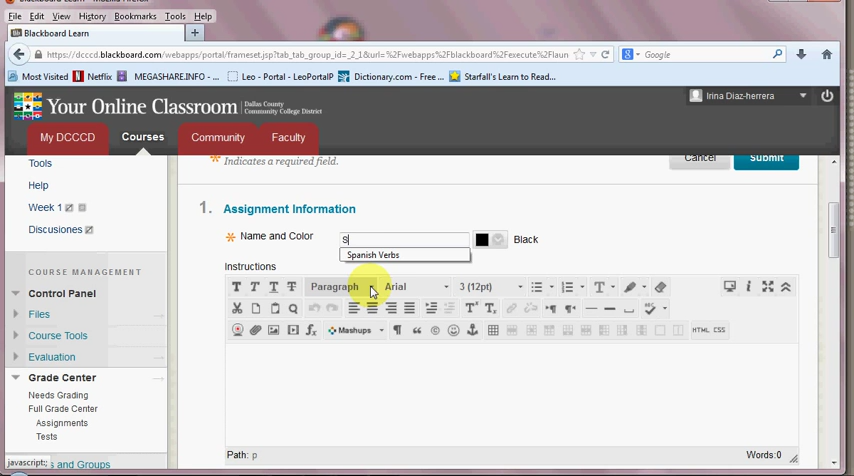 File Edit View History Bookmarks Tools Help
Blackboard Learn
https://dcccd.blackboard.com/webapps/portal/frameset.jsp?tab_tab_group_id=_2_1&url=%2Fwebapps%2Fblackboard%2Fexecute%2Flaun
Google
Most Visited Netflix MEGASHARE.INFO - ... Leo - Portal - LeoPortalP Dictionary.com - Free ... Starfall's Learn to Read...
Your Online Classroom Dallas County Community College District
Irina Diaz-herrera
My DCCCD Courses Community Faculty
Tools
Help
Week 1
Discusiones
COURSE MANAGEMENT
Control Panel
Files
Course Tools
Evaluation
Grade Center
Needs Grading
Full Grade Center
Assignments
Tests
javascript:; s and Groups
Indicates a required field.
Cancel Submit
1. Assignment Information
Name and Color S Black
Spanish Verbs
Instructions
T T T T Paragraph Arial 3 (12pt)
Mashups HTML CSS
Path: p Words:0